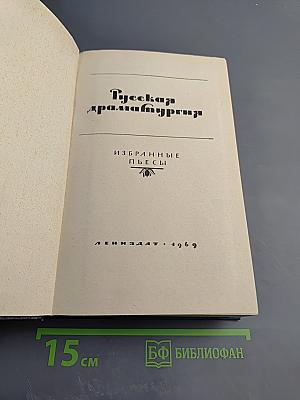 Русская
драматургия
ИЗБРАННЫЕ
ПЬЕСЫ
ЛЕНИЗДАТ • 1969
15 см
БФ БИБЛИОФАН